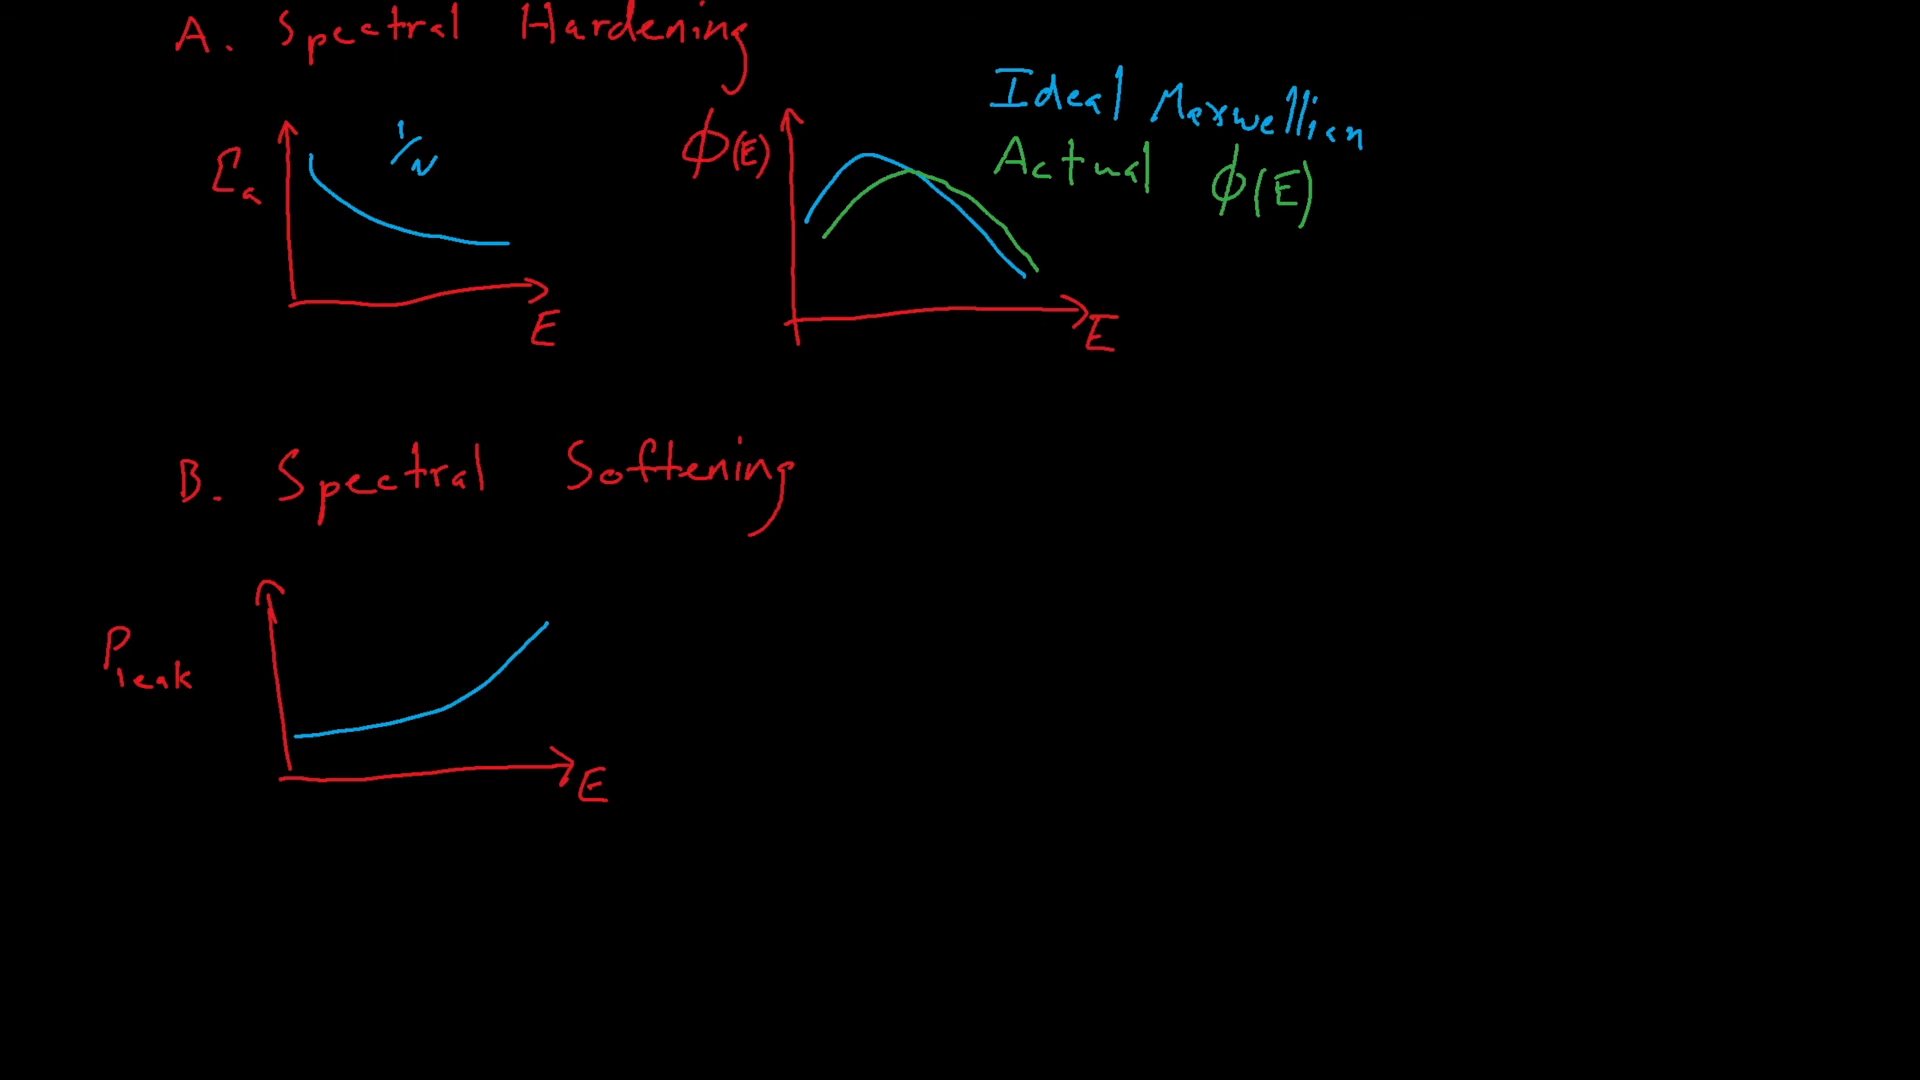 A. Spectral Hardening
Ideal Maxwellian
Actual ϕ(E)
Σa
1/v
E
ϕ(E)
E
B. Spectral Softening
Pleak
E